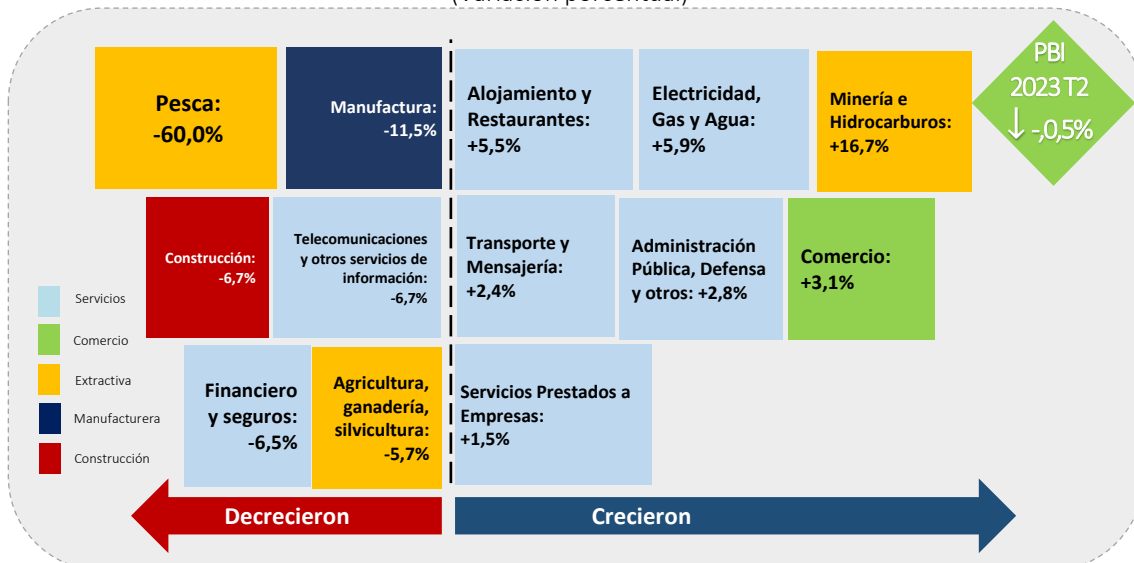 (Variación porcentual)
Pesca:
-60,0%
Manufactura:
-11,5%
Alojamiento y
Restaurantes:
+5,5%
Electricidad,
Gas y Agua:
+5,9%
Minería e
Hidrocarburos:
+16,7%
PBI
2023 T2
↓ -,0,5%
Construcción:
-6,7%
Telecomunicaciones
y otros servicios de
información:
-6,7%
Transporte y
Mensajería:
+2,4%
Administración
Pública, Defensa
y otros: +2,8%
Comercio:
+3,1%
Servicios
Comercio
Extractiva
Manufacturera
Construcción
Financiero
y seguros:
-6,5%
Agricultura,
ganadería,
silvicultura:
-5,7%
Servicios Prestados a
Empresas:
+1,5%
Decrecieron
Crecieron